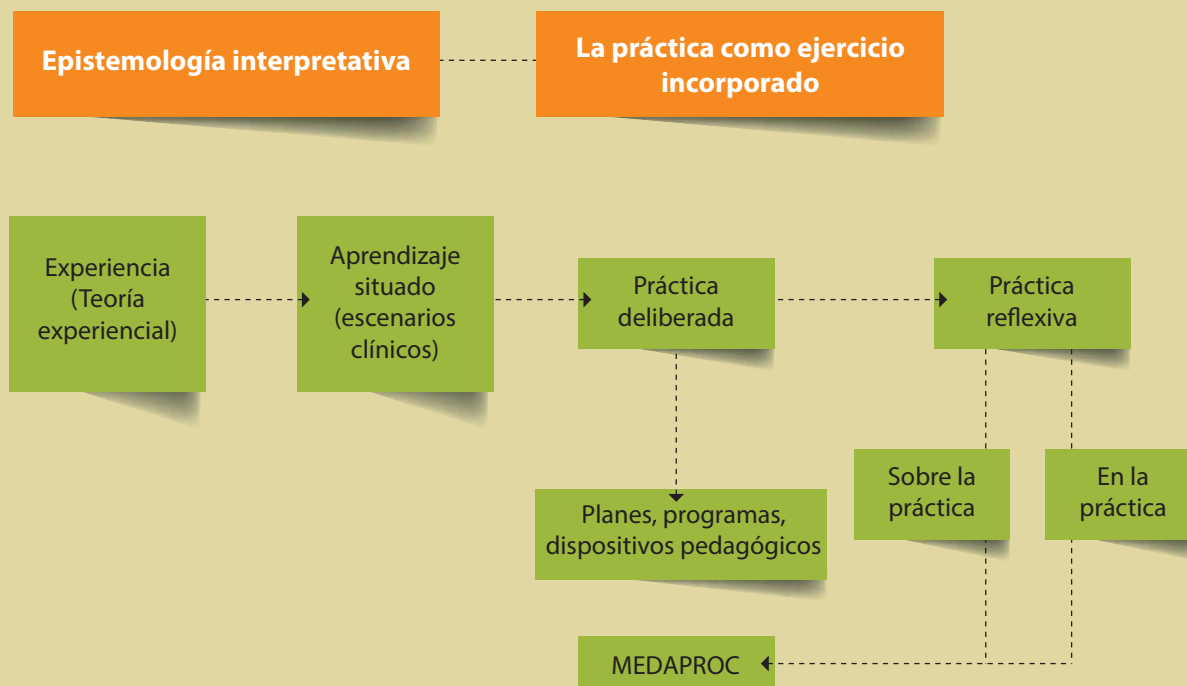 Epistemología interpretativa
La práctica como ejercicio
incorporado
Experiencia
(Teoría
experiencial)
Aprendizaje
situado
(escenarios
clínicos)
Práctica
deliberada
Práctica
reflexiva
Sobre la
práctica
En la
práctica
Planes, programas,
dispositivos pedagógicos
MEDAPROC